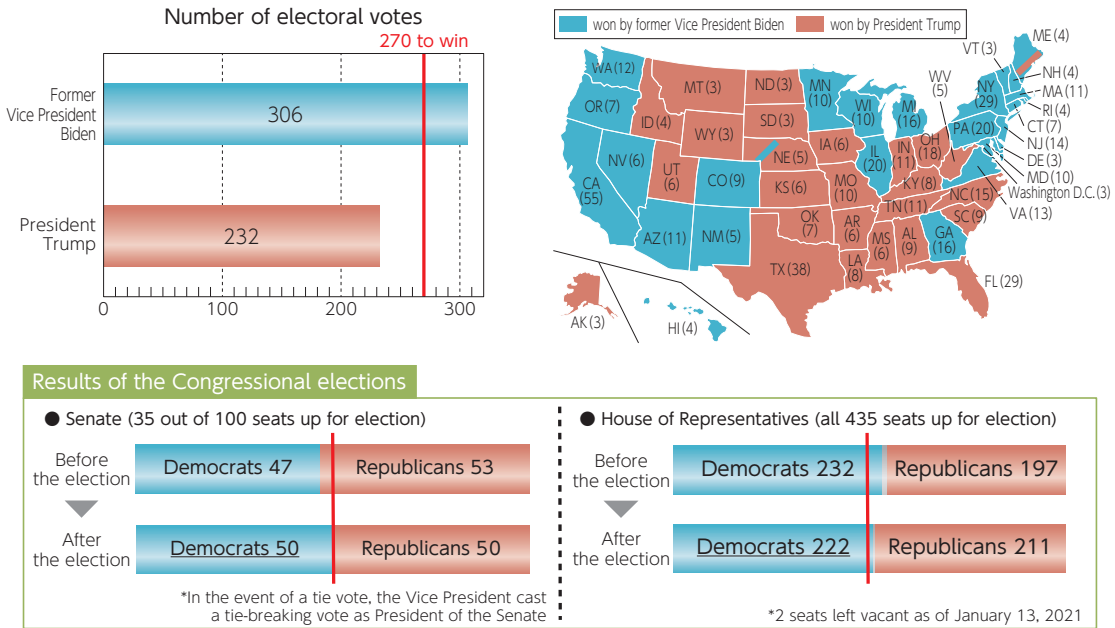 Number of electoral votes
270 to win
Former
Vice President
Biden
306
President
Trump
232
0
100
200
300
won by former Vice President Biden
won by President Trump
WA(12)
OR(7)
CA
(55)
NV(6)
ID(4)
MT(3)
WY(3)
UT
(6)
AZ(11)
CO(9)
NM(5)
ND(3)
SD(3)
NE(5)
KS(6)
OK
(7)
TX(38)
MN
(10)
IA(6)
MO
(10)
AR
(6)
LA
(8)
WI
(10)
IL
(20)
MI
(16)
IN
(11)
OH
(18)
KY(8)
TN(11)
MS
(6)
AL
(9)
GA
(16)
FL(29)
SC(9)
NC(15)
VA(13)
WV
(5)
Washington D.C.(3)
MD(10)
DE(3)
NJ(14)
PA(20)
NY
(29)
CT(7)
RI(4)
MA(11)
NH(4)
VT(3)
ME(4)
AK(3)
HI(4)
Results of the Congressional elections
● Senate (35 out of 100 seats up for election)
Before
the election
Democrats 47
Republicans 53
After
the election
Democrats 50
Republicans 50
*In the event of a tie vote, the Vice President cast
a tie-breaking vote as President of the Senate
● House of Representatives (all 435 seats up for election)
Before
the election
Democrats 232
Republicans 197
After
the election
Democrats 222
Republicans 211
*2 seats left vacant as of January 13, 2021